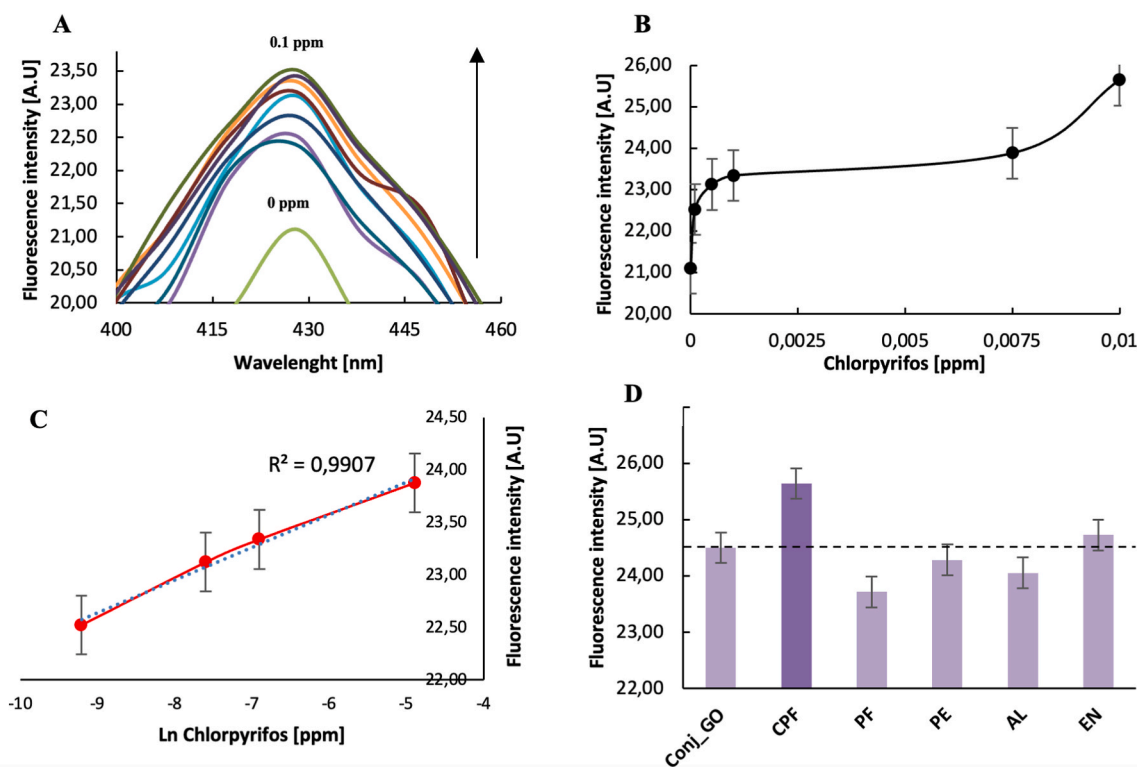 A
0.1 ppm
0 ppm
Fluorescence intensity [A.U]
23,50
23,00
22,50
22,00
21,50
21,00
20,50
20,00
400
415
430
445
460
Wavelenght [nm]
B
Fluorescence intensity [A.U]
26,00
25,00
24,00
23,00
22,00
21,00
20,00
0
0,0025
0,005
0,0075
0,01
Chlorpyrifos [ppm]
C
R² = 0,9907
24,50
24,00
23,50
23,00
22,50
22,00
Fluorescence intensity [A.U]
-10
-9
-8
-7
-6
-5
-4
Ln Chlorpyrifos [ppm]
D
Fluorescence intensity [A.U]
26,00
25,00
24,00
23,00
22,00
Conj_GO
CPF
PF
PE
AL
EN